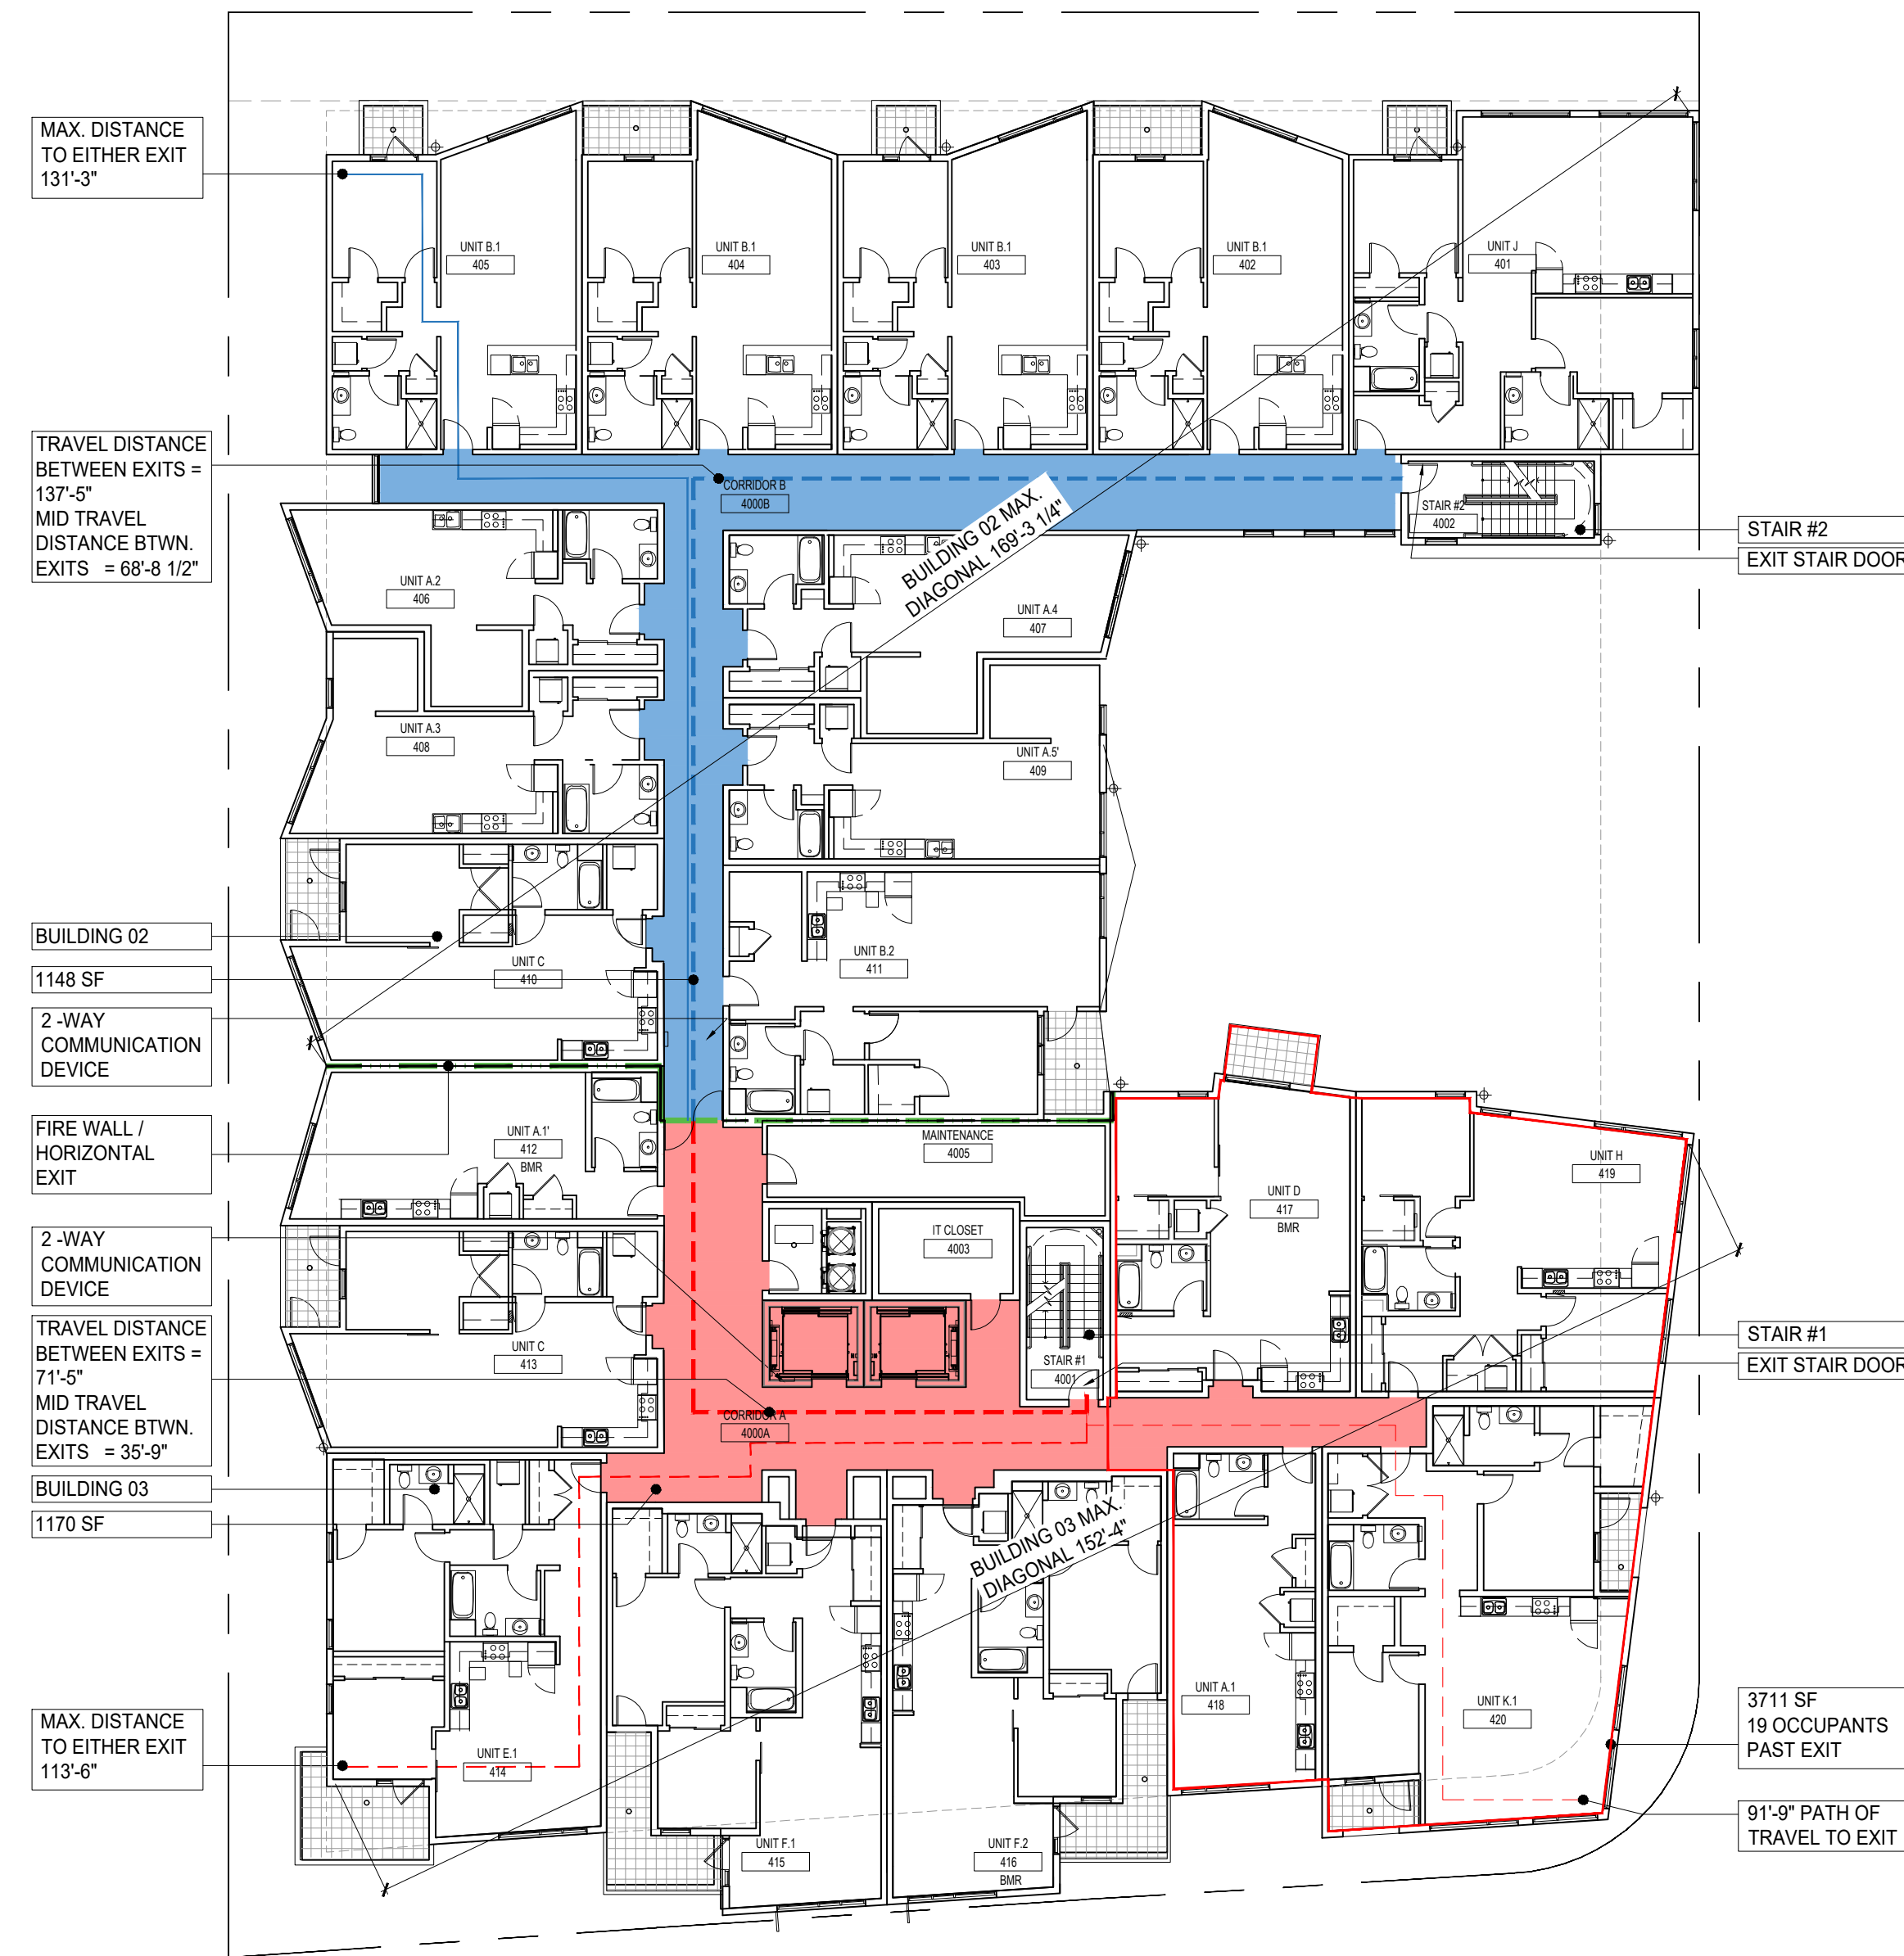 MAX. DISTANCE
TO EITHER EXIT
131'-3"
UNIT B.1
405
UNIT B.1
404
UNIT B.1
403
UNIT B.1
402
UNIT J
401
TRAVEL DISTANCE
BETWEEN EXITS =
137'-5"
MID TRAVEL
DISTANCE BTWN.
EXITS = 68'-8 1/2"
CORRIDOR B
4000B
BUILDING 02 MAX.
DIAGONAL 169'-3 1/4"
STAIR #2
4002
STAIR #2
EXIT STAIR DOOR
UNIT A.2
406
UNIT A.4
407
UNIT A.3
408
UNIT A.5'
409
BUILDING 02
1148 SF
2 -WAY
COMMUNICATION
DEVICE
UNIT C
410
UNIT B.2
411
FIRE WALL /
HORIZONTAL
EXIT
UNIT A.1'
412
BMR
MAINTENANCE
4005
UNIT D
417
BMR
UNIT H
419
2 -WAY
COMMUNICATION
DEVICE
IT CLOSET
4003
TRAVEL DISTANCE
BETWEEN EXITS =
71'-5"
MID TRAVEL
DISTANCE BTWN.
EXITS = 35'-9"
UNIT C
413
STAIR #1
4001
STAIR #1
EXIT STAIR DOOR
CORRIDOR A
4000A
BUILDING 03
1170 SF
BUILDING 03 MAX.
DIAGONAL 152'-4"
MAX. DISTANCE
TO EITHER EXIT
113'-6"
UNIT E.1
414
UNIT F.1
415
UNIT F.2
416
BMR
UNIT A.1
418
UNIT K.1
420
3711 SF
19 OCCUPANTS
PAST EXIT
91'-9" PATH OF
TRAVEL TO EXIT